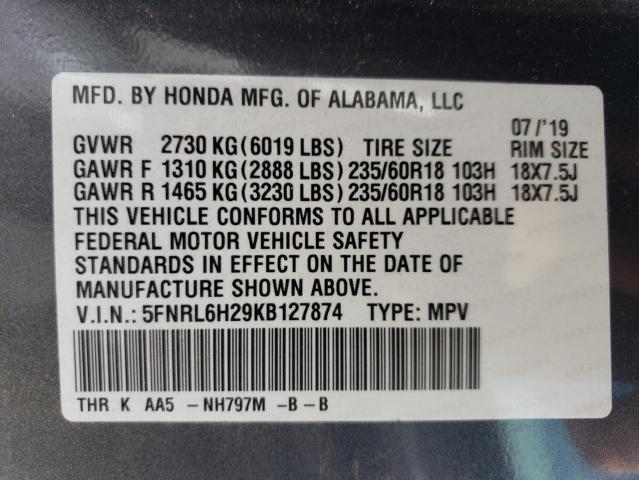 MFD. BY HONDA MFG. OF ALABAMA, LLC
07/'19
GVWR 2730 KG(6019 LBS) TIRE SIZE RIM SIZE
GAWR F 1310 KG(2888 LBS) 235/60R18 103H 18X7.5J
GAWR R 1465 KG(3230 LBS) 235/60R18 103H 18X7.5J
THIS VEHICLE CONFORMS TO ALL APPLICABLE
FEDERAL MOTOR VEHICLE SAFETY
STANDARDS IN EFFECT ON THE DATE OF
MANUFACTURE SHOWN ABOVE.
V.I.N.: 5FNRL6H29KB127874 TYPE: MPV
THR K AA5 - NH797M - B - B